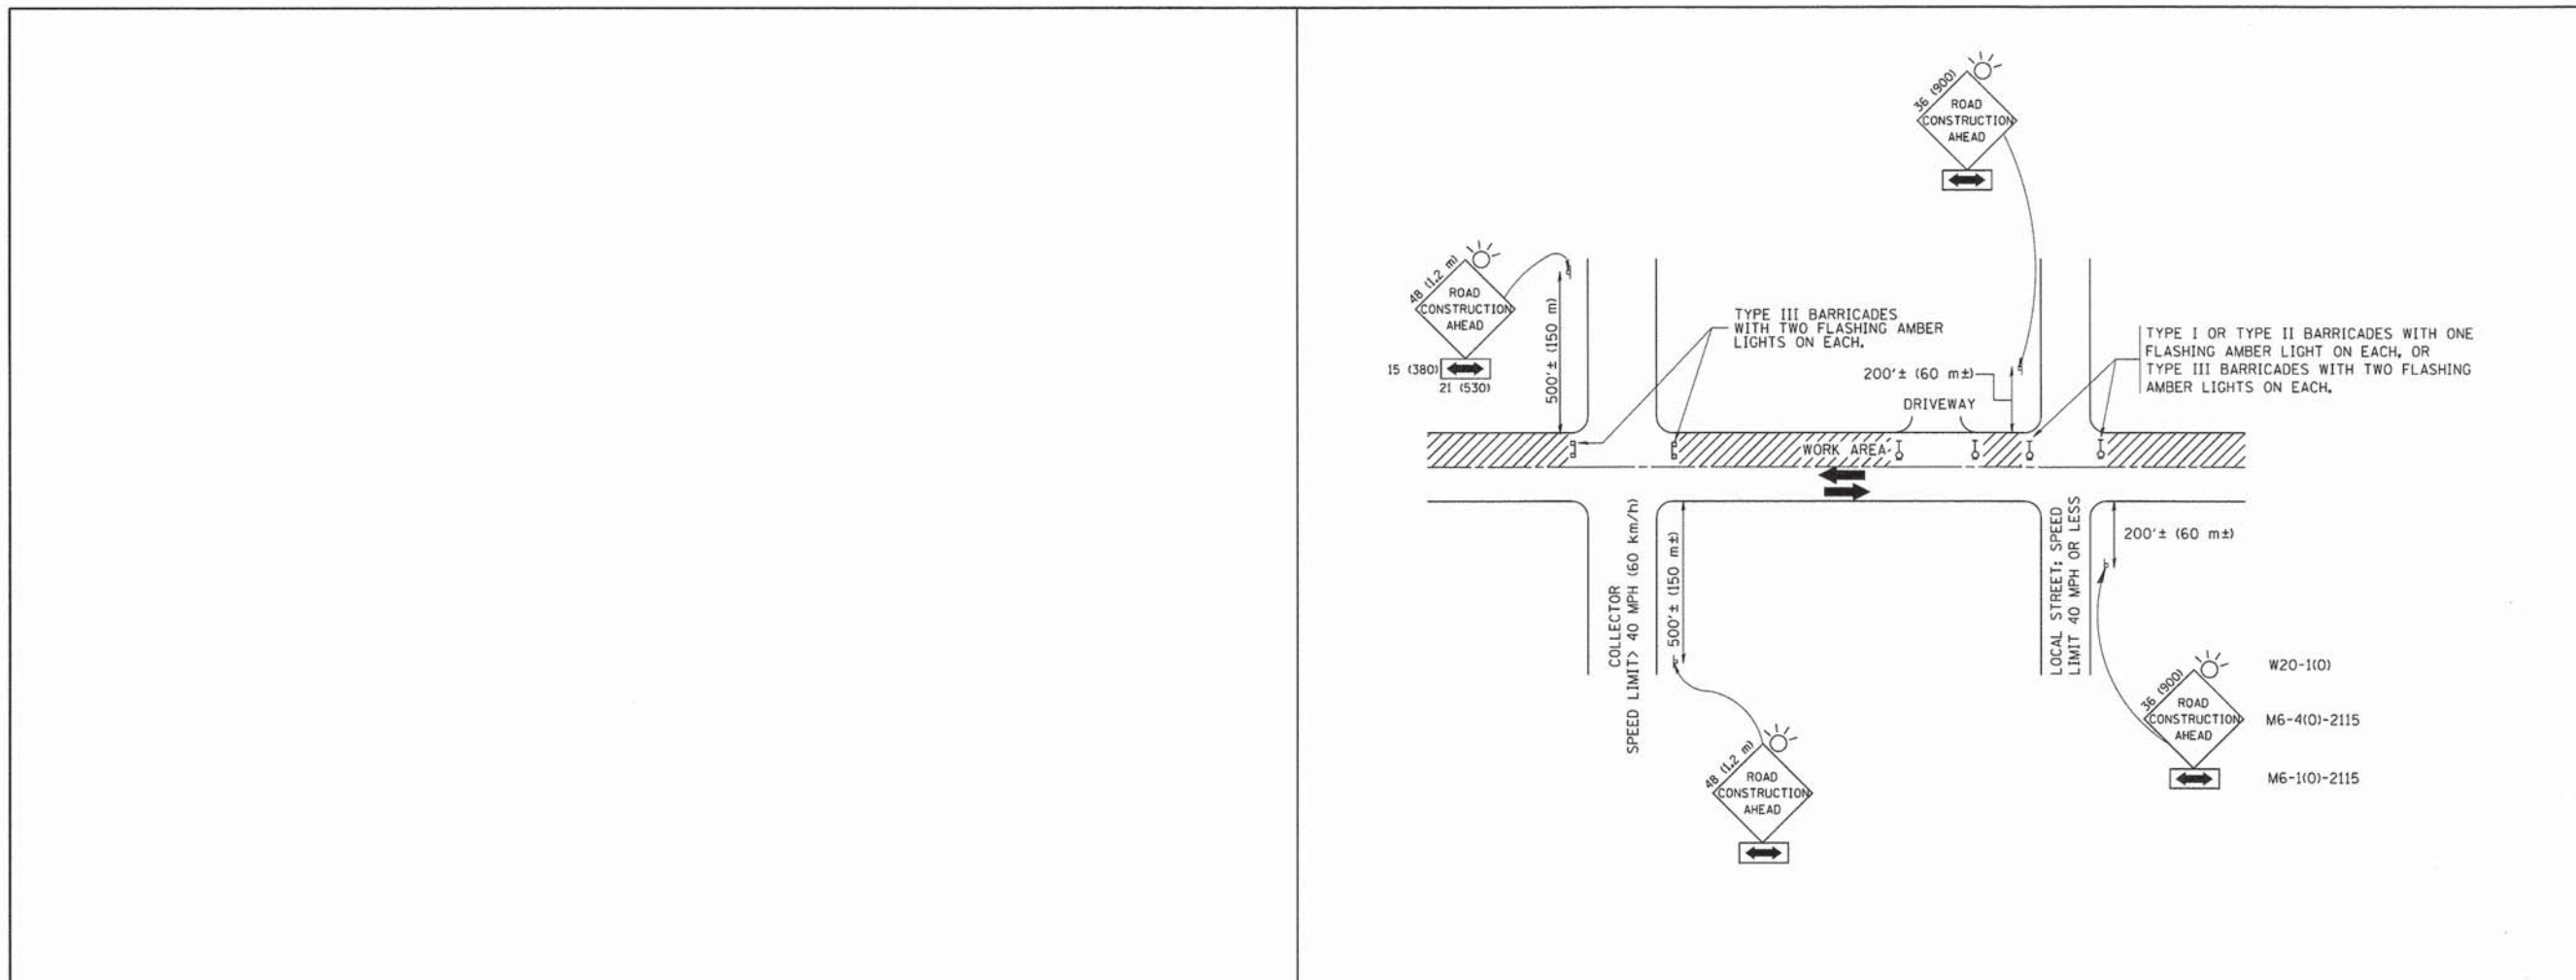 36 (900)
ROAD
CONSTRUCTION
AHEAD
48 (1.2 m)
ROAD
CONSTRUCTION
AHEAD
15 (380)
21 (530)
500'± (150 m)
TYPE III BARRICADES
WITH TWO FLASHING AMBER
LIGHTS ON EACH.
200'± (60 m±)
DRIVEWAY
TYPE I OR TYPE II BARRICADES WITH ONE
FLASHING AMBER LIGHT ON EACH, OR
TYPE III BARRICADES WITH TWO FLASHING
AMBER LIGHTS ON EACH.
WORK AREA
COLLECTOR
SPEED LIMIT> 40 MPH (60 km/h)
500'± (150 m±)
LOCAL STREET; SPEED
LIMIT 40 MPH OR LESS
200'± (60 m±)
48 (1.2 m)
ROAD
CONSTRUCTION
AHEAD
36 (900)
ROAD
CONSTRUCTION
AHEAD
W20-1(O)
M6-4(O)-2115
M6-1(O)-2115